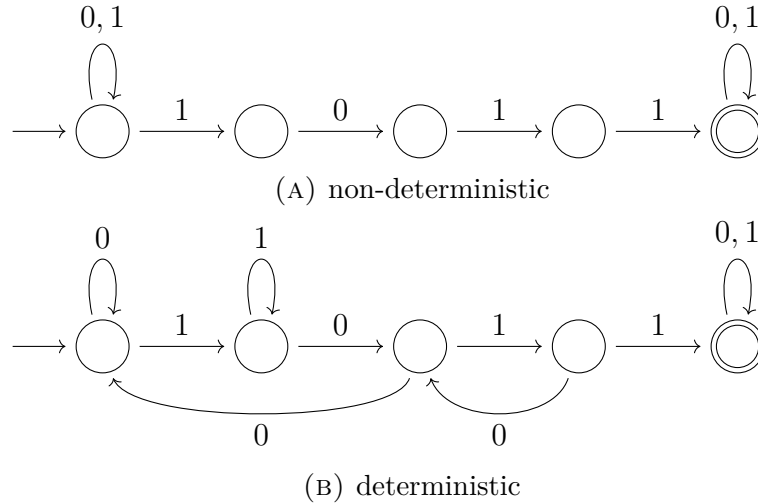 0, 1 0, 1
1 0 1 1
(A) non-deterministic
0 1 0, 1
1 0 1 1
0 0
(B) deterministic